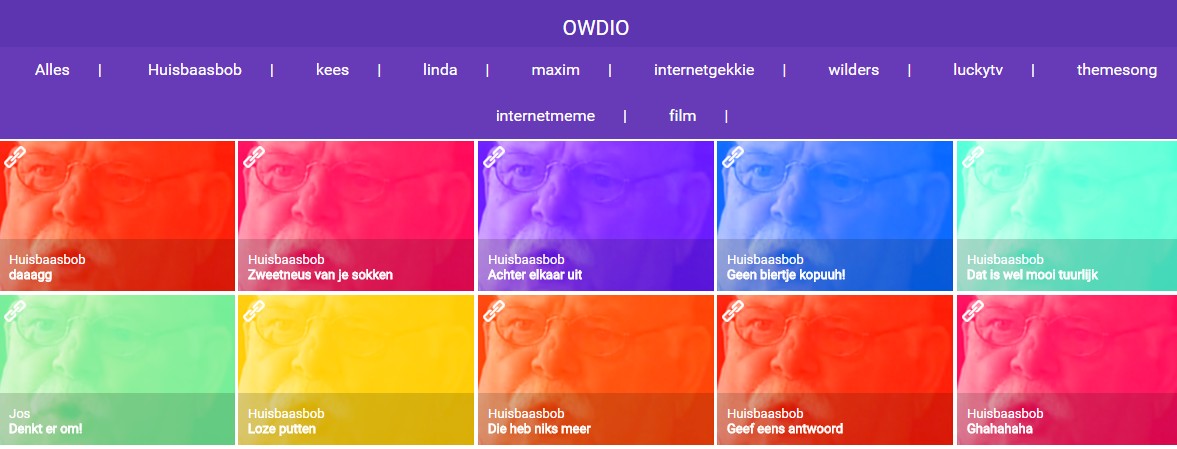 OWDIO
Alles | Huisbaasbob | kees | linda | maxim | internetgekkie | wilders | luckytv | themesong
internetmeme | film |
Huisbaasbob
daaagg
Huisbaasbob
Zweetneus van je sokken
Huisbaasbob
Achter elkaar uit
Huisbaasbob
Geen biertje kopuuh!
Huisbaasbob
Dat is wel mooi tuurlijk
Jos
Denkt er om!
Huisbaasbob
Loze putten
Huisbaasbob
Die heb niks meer
Huisbaasbob
Geef eens antwoord
Huisbaasbob
Ghahahaha